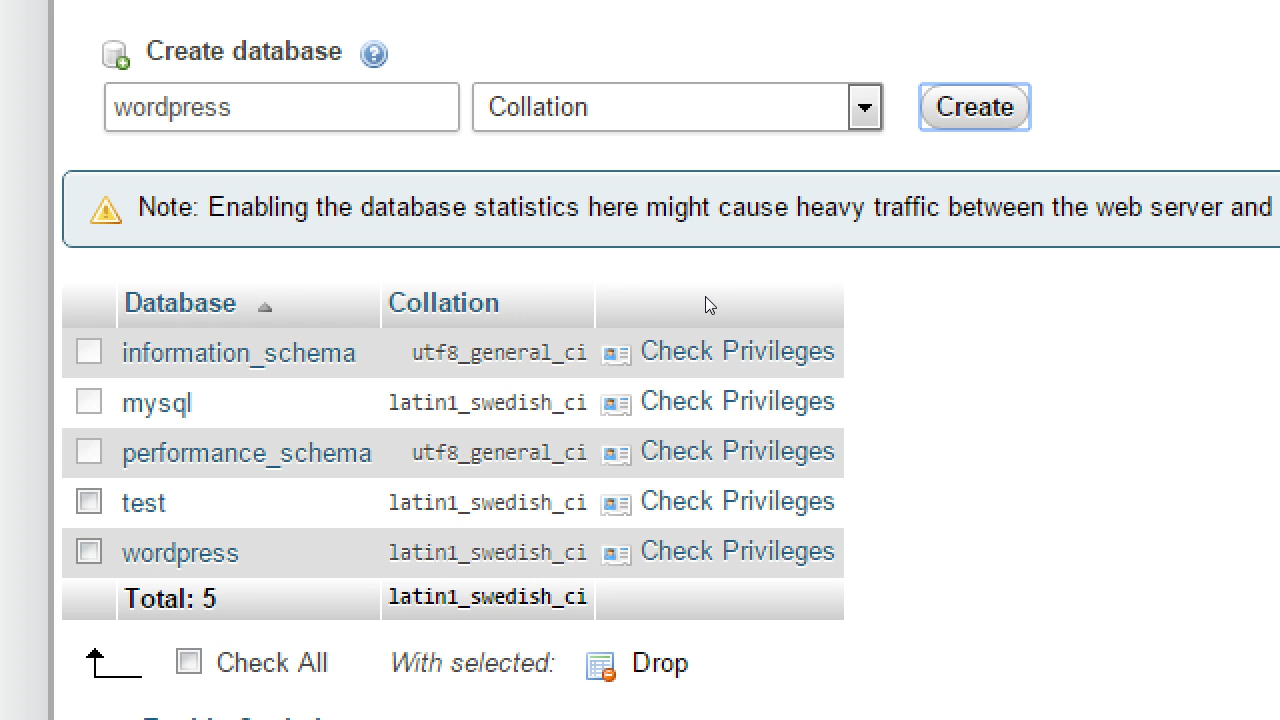 Create database
wordpress Collation Create
Note: Enabling the database statistics here might cause heavy traffic between the web server and
Database Collation
information_schema utf8_general_ci Check Privileges
mysql latin1_swedish_ci Check Privileges
performance_schema utf8_general_ci Check Privileges
test latin1_swedish_ci Check Privileges
wordpress latin1_swedish_ci Check Privileges
Total: 5 latin1_swedish_ci
Check All With selected: Drop